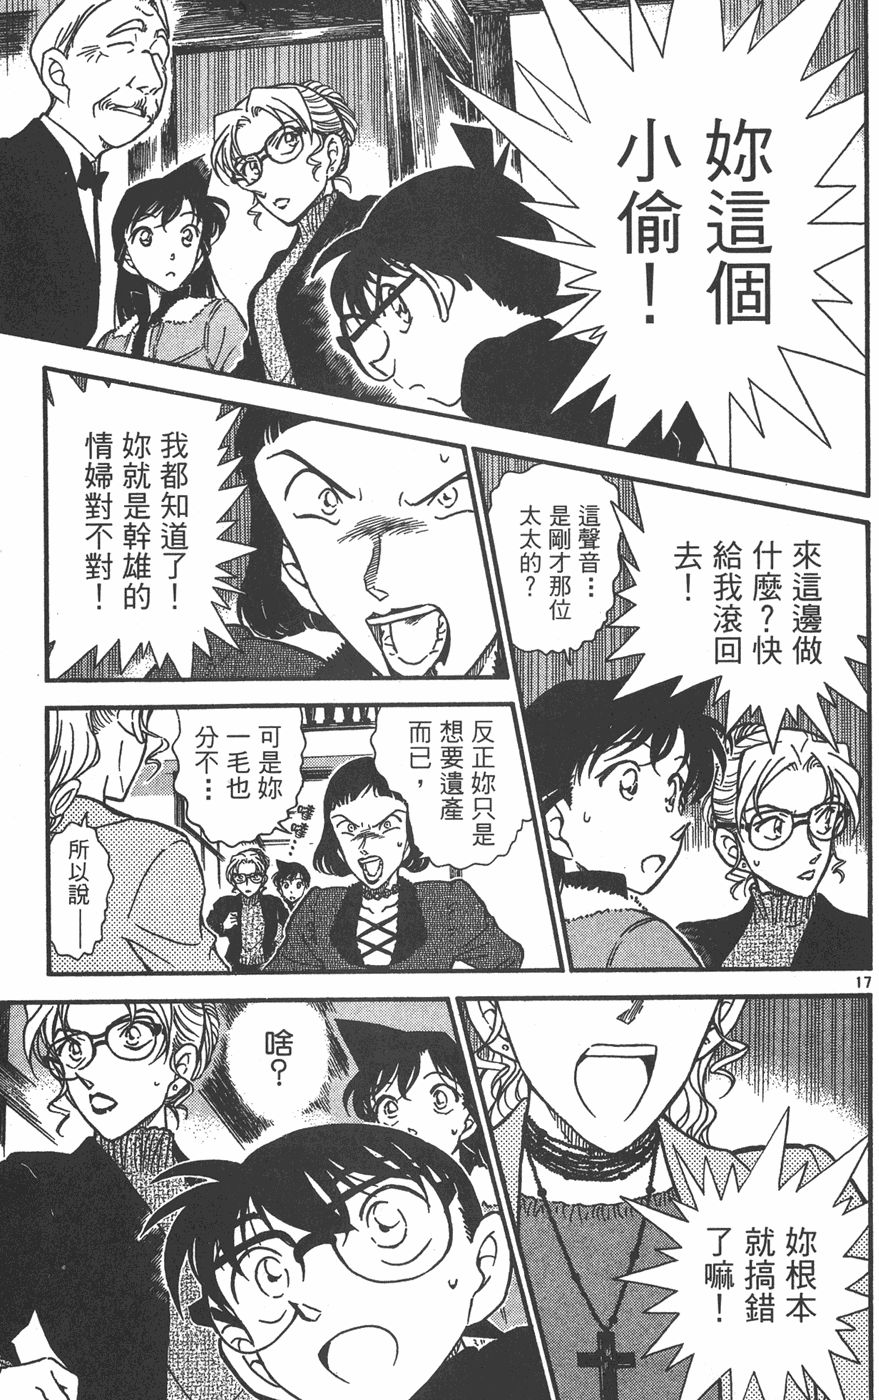 妳這個
小偷！
來這邊做
什麼？快
給我滾回
去！
這聲音…
是剛才那位
太太的？
我都知道了！
妳就是幹雄的
情婦對不對！
反正妳只是
想要遺產
而已，
可是妳
一毛也
分不…
噠
噠
…
所以說——
17
妳根本
就搞錯
了嘛！
啥？